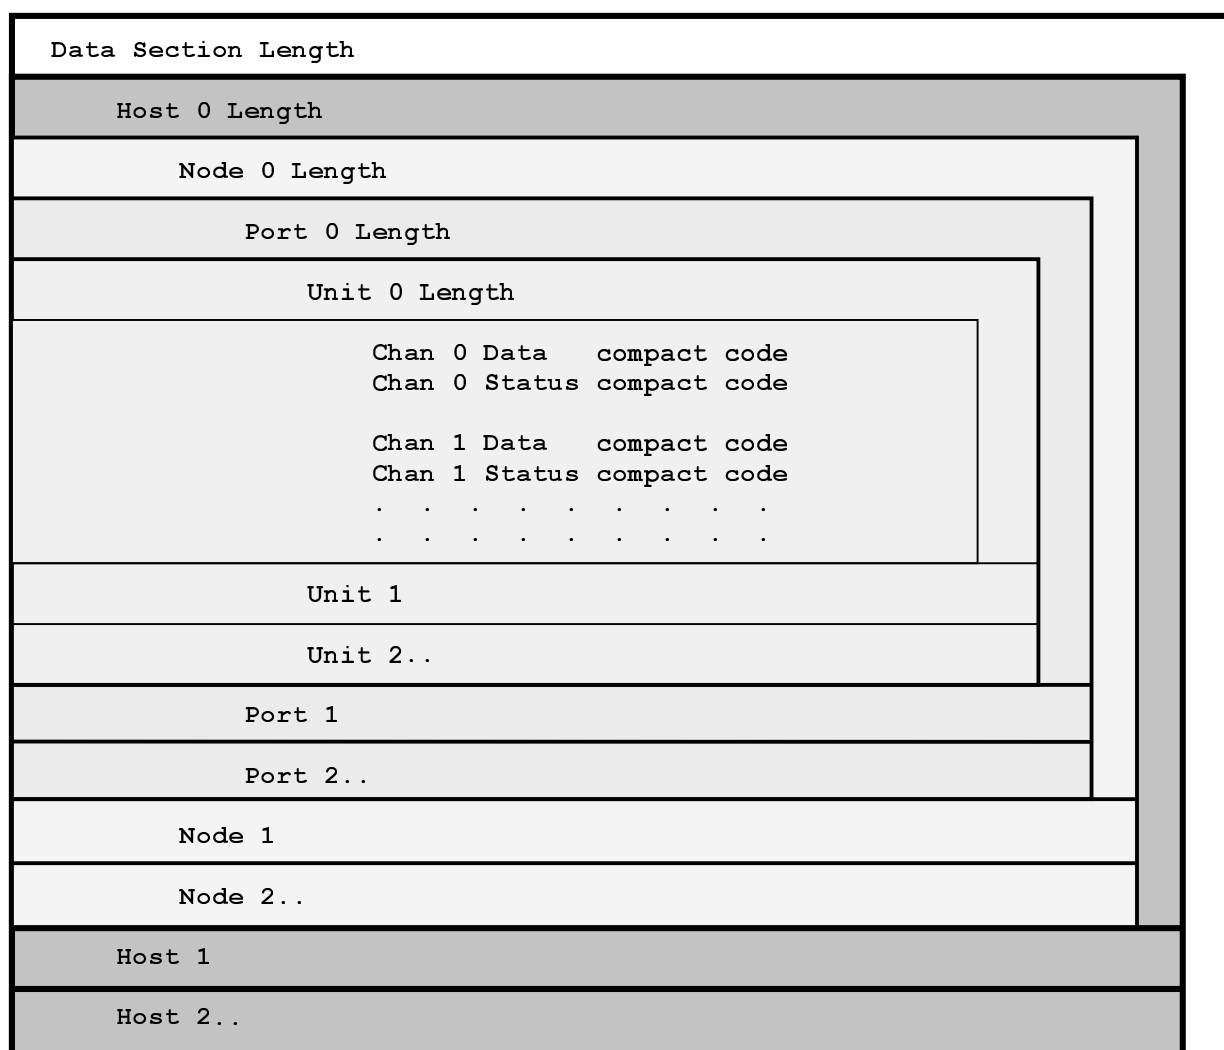 Data Section Length
Host 0 Length
Node 0 Length
Port 0 Length
Unit 0 Length
Chan 0 Data   compact code
Chan 0 Status compact code
Chan 1 Data   compact code
Chan 1 Status compact code
. . . . . . . . .
. . . . . . . . .
Unit 1
Unit 2..
Port 1
Port 2..
Node 1
Node 2..
Host 1
Host 2..